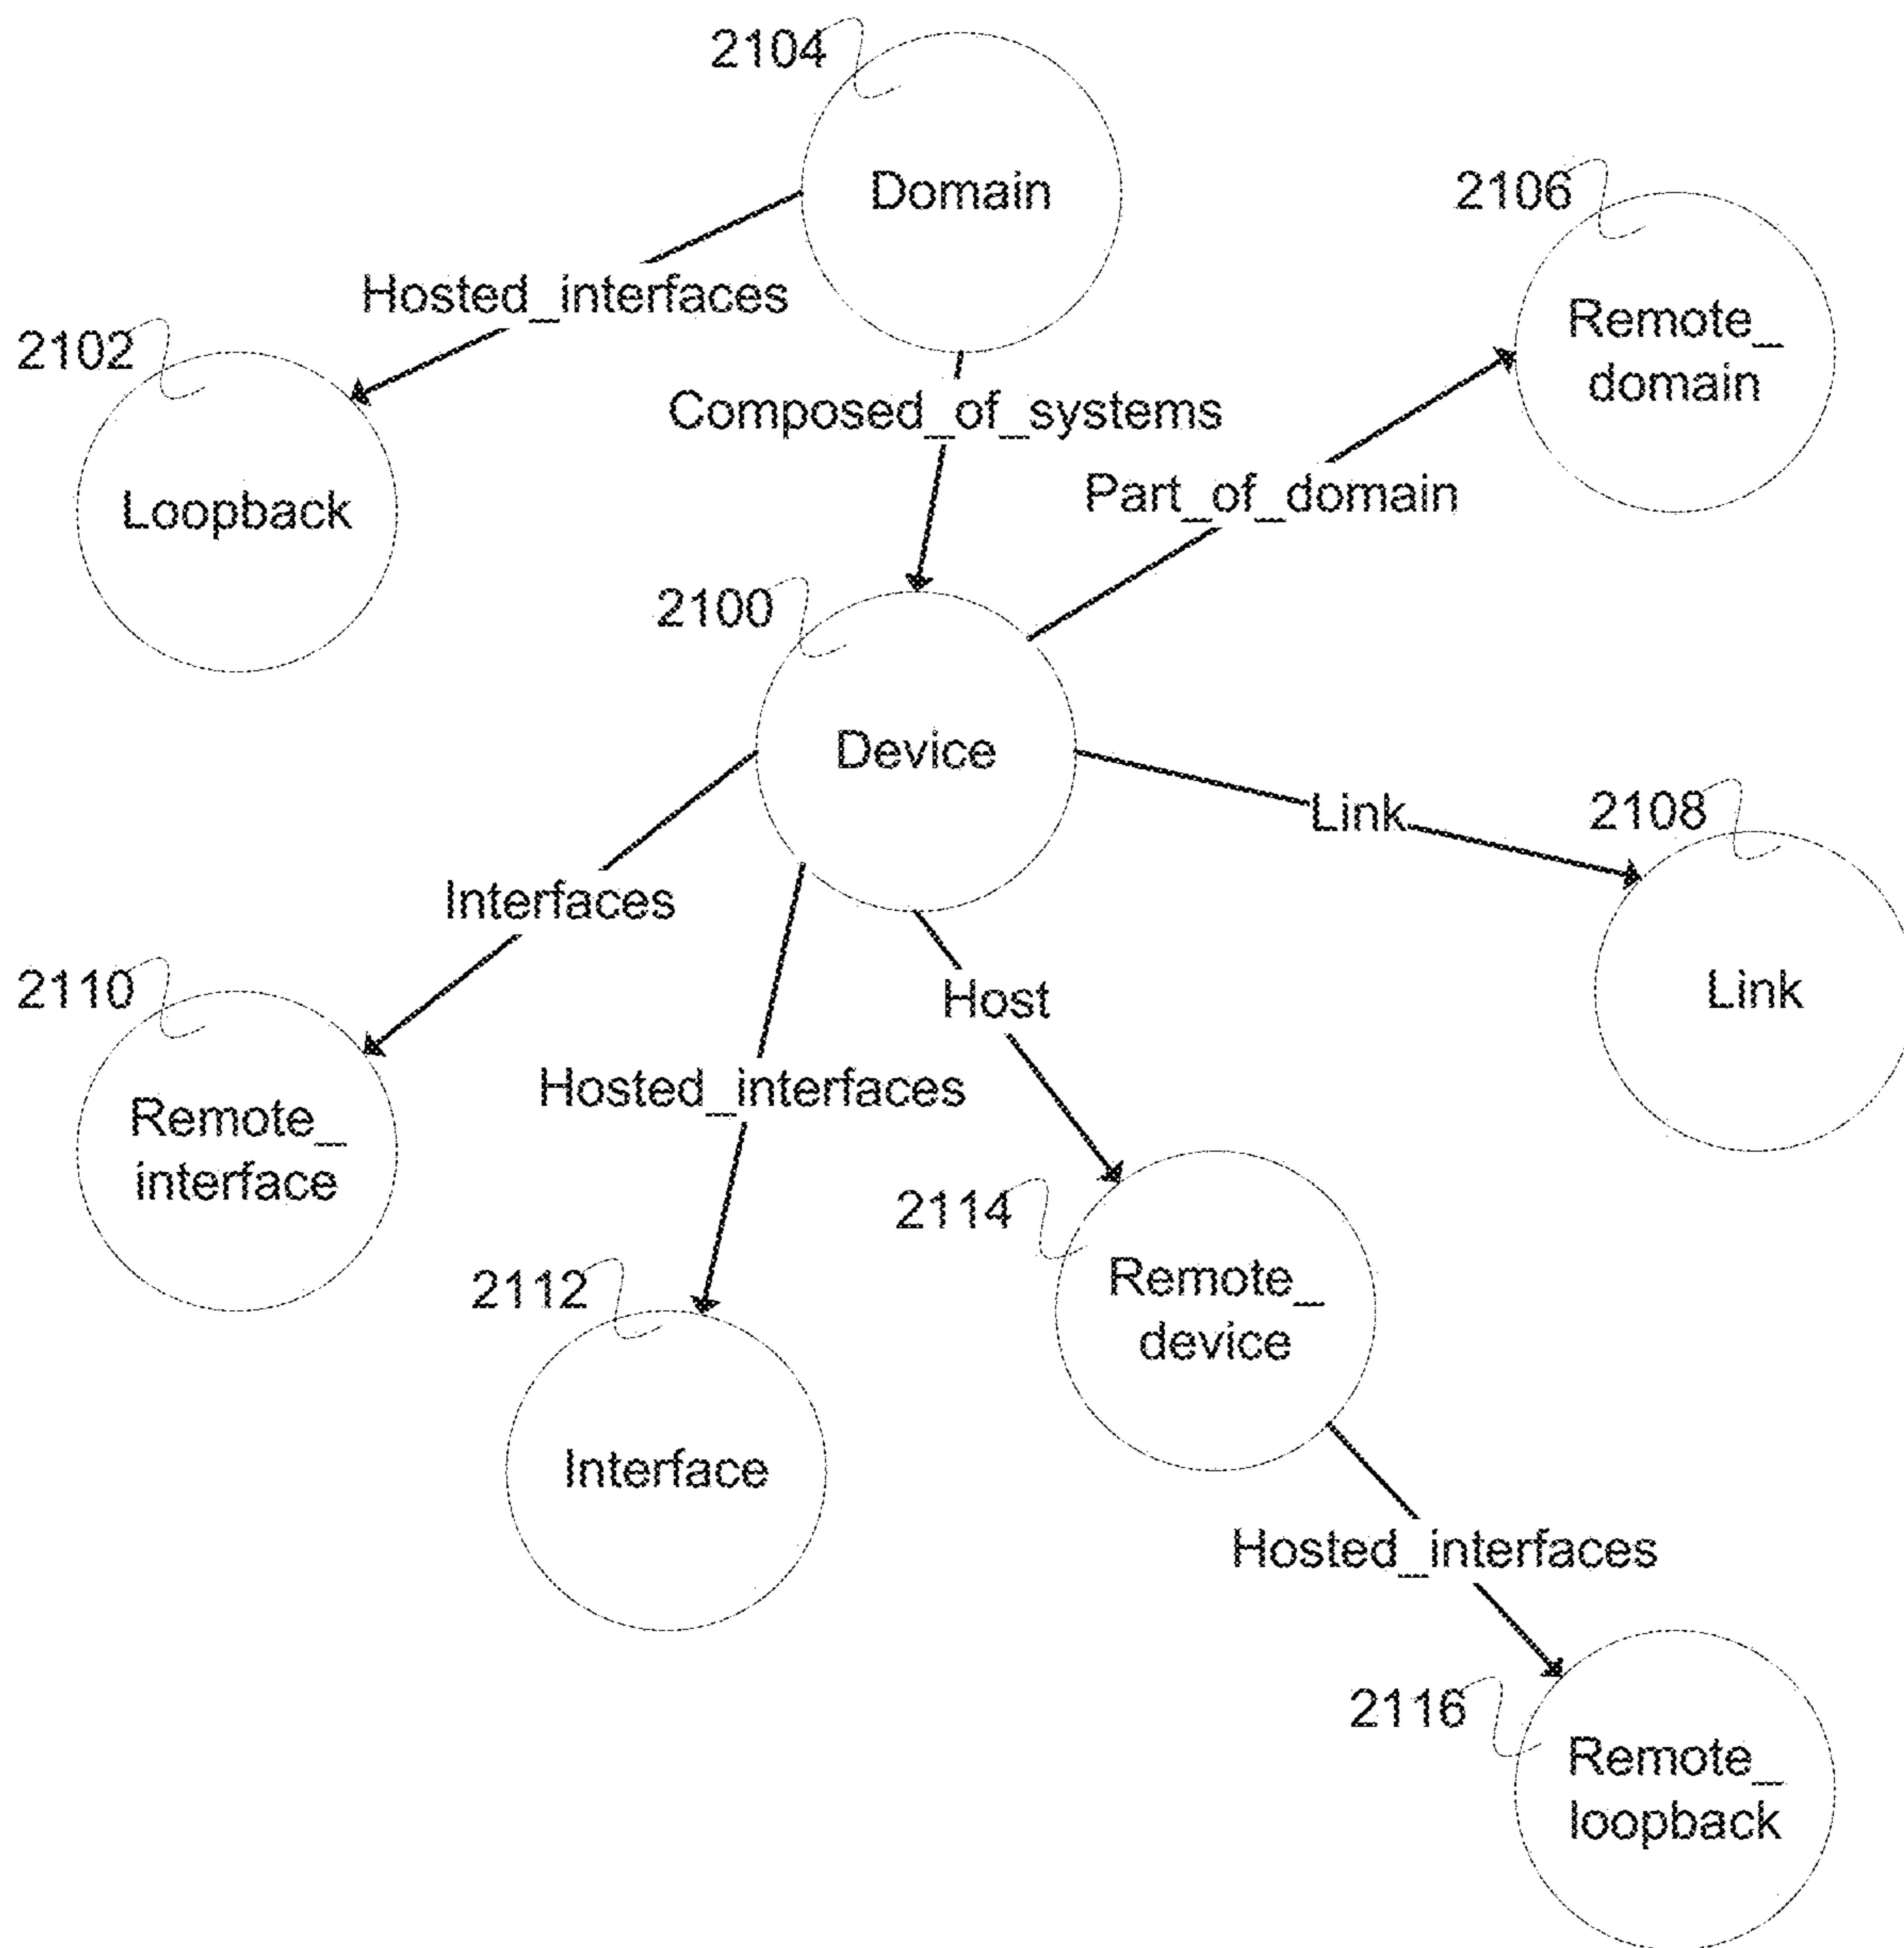 2104
Domain
2106
Remote_
domain
Hosted_interfaces
2102
Loopback
Composed_of_systems
Part_of_domain
2100
Device
Link
2108
Link
Interfaces
2110
Remote_
interface
Host
Hosted_interfaces
2114
Remote_
device
2112
Interface
Hosted_interfaces
2116
Remote_
loopback